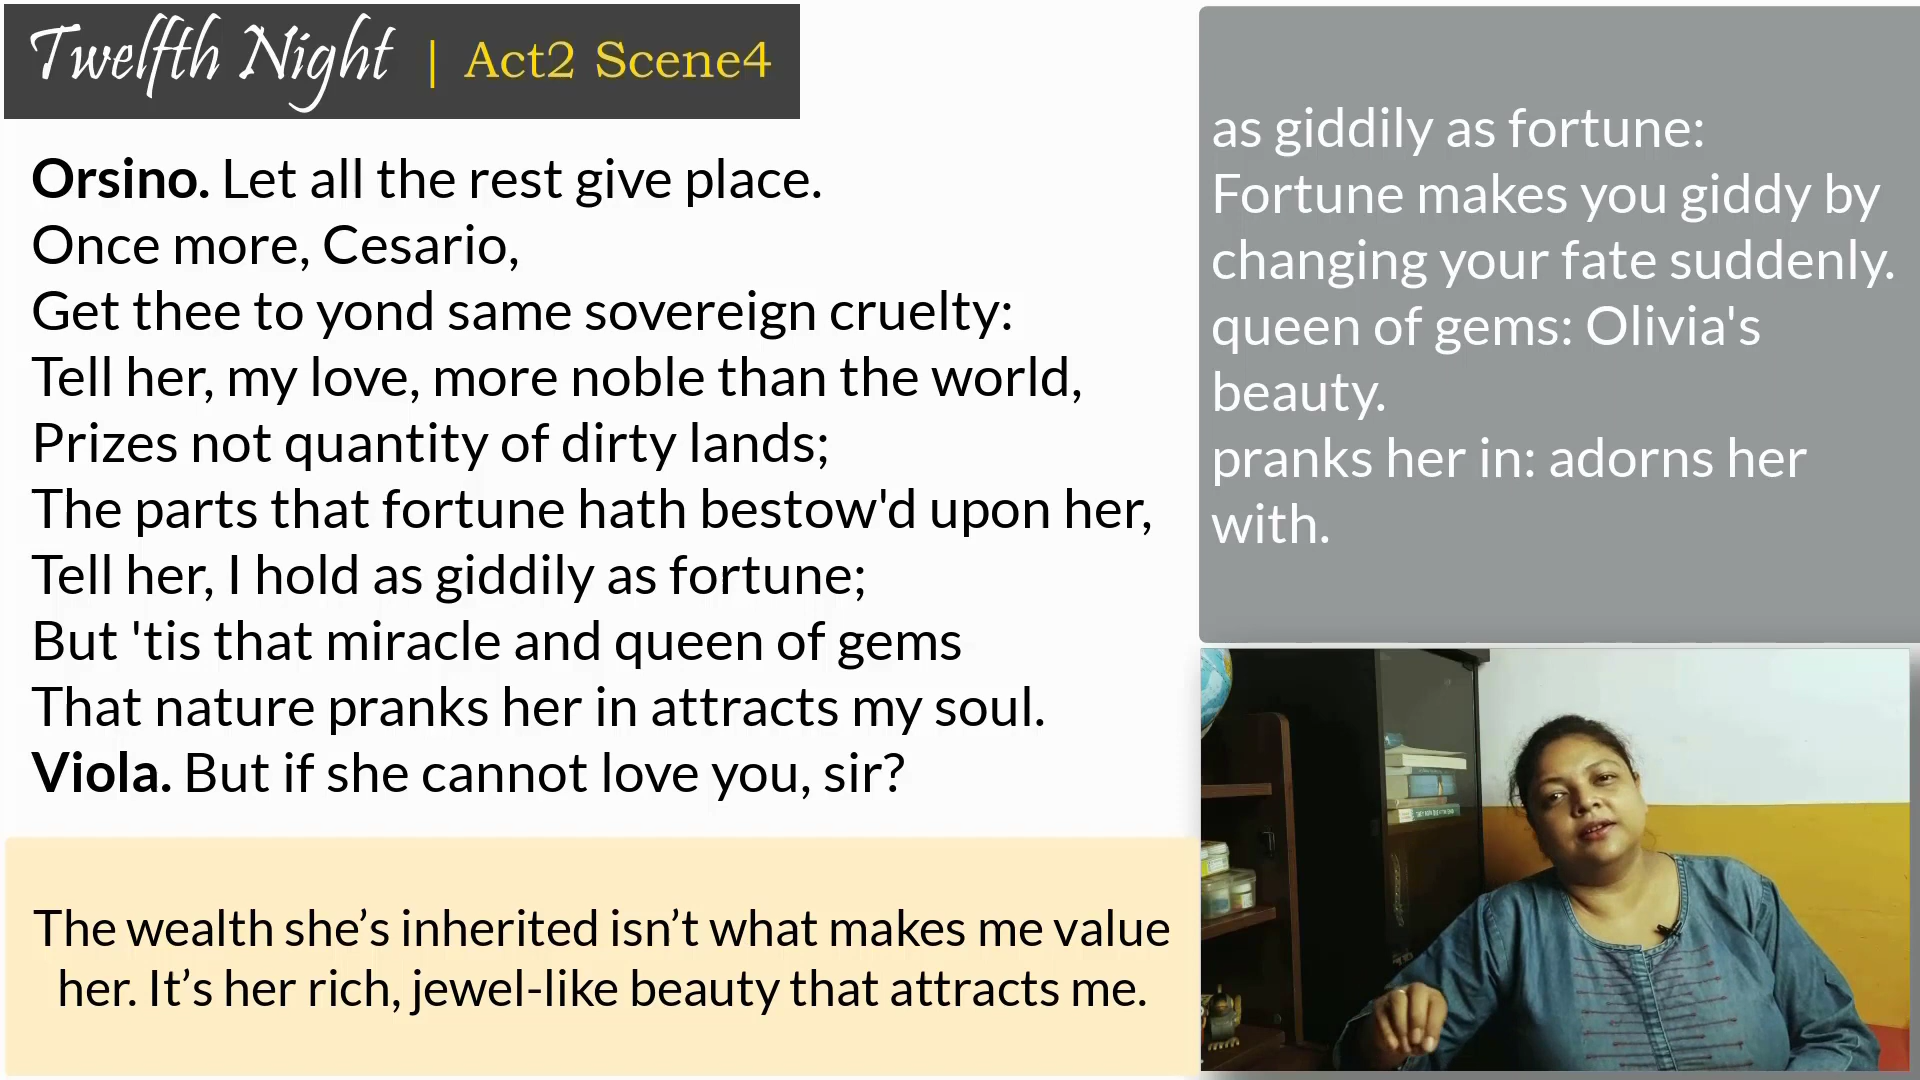 Twelfth Night | Act2 Scene4
Orsino. Let all the rest give place.
Once more, Cesario,
Get thee to yond same sovereign cruelty:
Tell her, my love, more noble than the world,
Prizes not quantity of dirty lands;
The parts that fortune hath bestow'd upon her,
Tell her, I hold as giddily as fortune;
But 'tis that miracle and queen of gems
That nature pranks her in attracts my soul.
Viola. But if she cannot love you, sir?
The wealth she’s inherited isn’t what makes me value
her. It’s her rich, jewel-like beauty that attracts me.
as giddily as fortune:
Fortune makes you giddy by
changing your fate suddenly.
queen of gems: Olivia's
beauty.
pranks her in: adorns her
with.